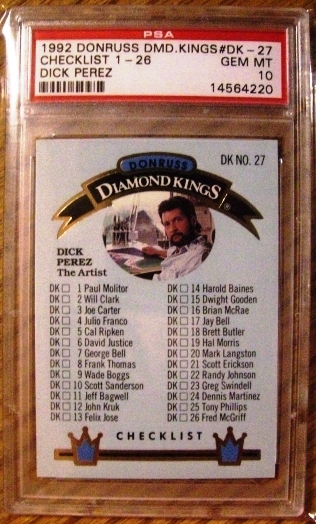 PSA
1992 DONRUSS DMD.KINGS#DK-27
CHECKLIST 1-26 GEM MT
DICK PEREZ 10
14564220
DK NO. 27
DONRUSS
DIAMOND KINGS
DICK
PEREZ
The Artist
DK 1 Paul Molitor
DK 2 Will Clark
DK 3 Joe Carter
DK 4 Julio Franco
DK 5 Cal Ripken
DK 6 David Justice
DK 7 George Bell
DK 8 Frank Thomas
DK 9 Wade Boggs
DK 10 Scott Sanderson
DK 11 Jeff Bagwell
DK 12 John Kruk
DK 13 Felix Jose
DK 14 Harold Baines
DK 15 Dwight Gooden
DK 16 Brian McRae
DK 17 Jay Bell
DK 18 Brett Butler
DK 19 Hal Morris
DK 20 Mark Langston
DK 21 Scott Erickson
DK 22 Randy Johnson
DK 23 Greg Swindell
DK 24 Dennis Martinez
DK 25 Tony Phillips
DK 26 Fred McGriff
CHECKLIST